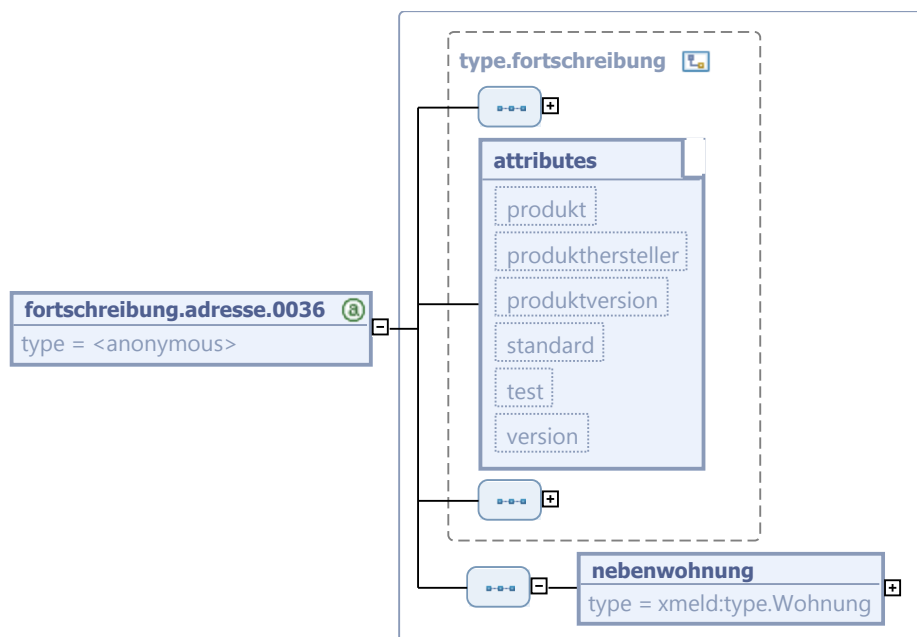 type.fortschreibung
attributes
produkt
produkthersteller
produktversion
fortschreibung.adresse.0036 a
type = <anonymous>
standard
test
version
nebenwohnung
type = xmeld:type.Wohnung